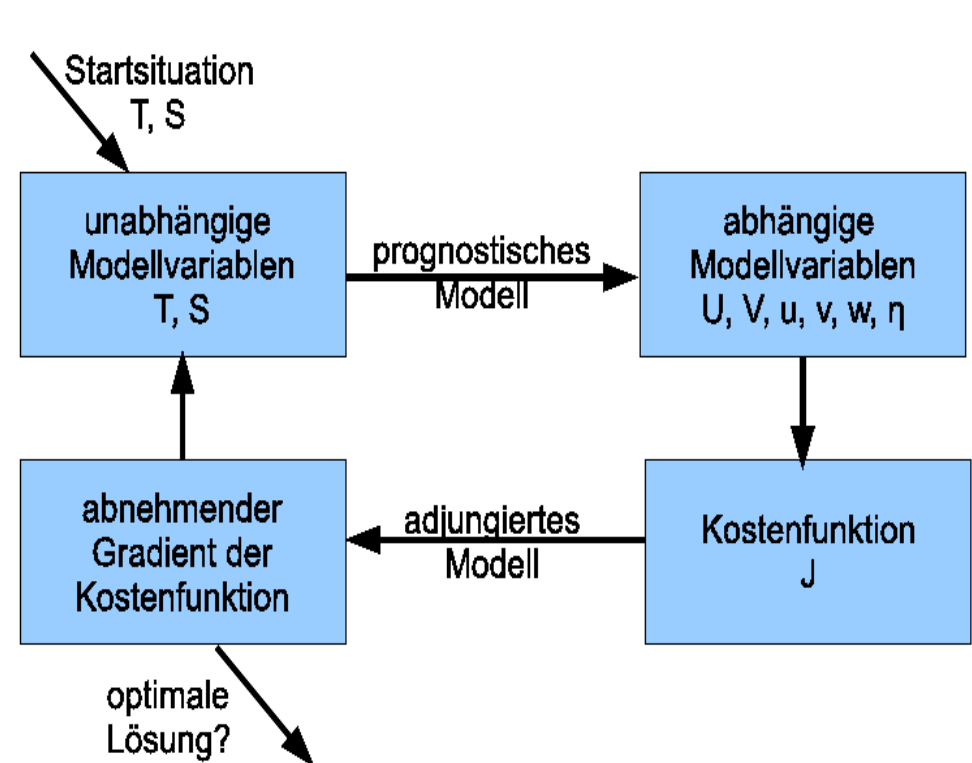 Startsituation
T, S
unabhängige
Modellvariablen
T, S
prognostisches
Modell
abhängige
Modellvariablen
U, V, u, v, w, η
abnehmender
Gradient der
Kostenfunktion
adjungiertes
Modell
Kostenfunktion
J
optimale
Lösung?